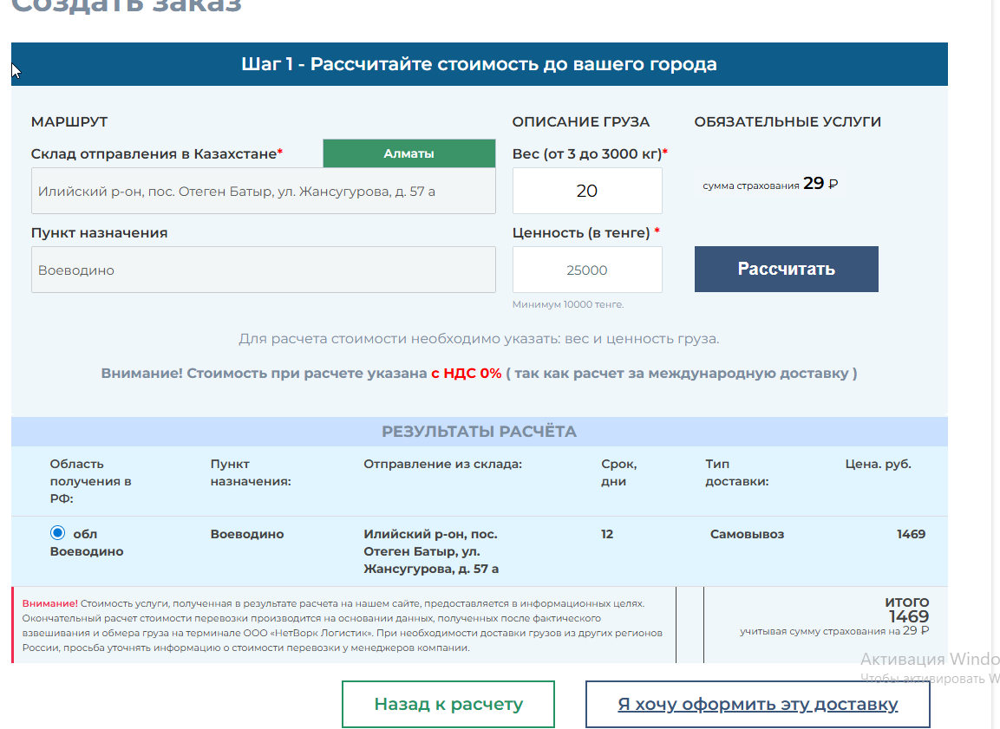 Создать заказ
Шаг 1 - Рассчитайте стоимость до вашего города
МАРШРУТ
ОПИСАНИЕ ГРУЗА
ОБЯЗАТЕЛЬНЫЕ УСЛУГИ
Склад отправления в Казахстане*
Алматы
Вес (от 3 до 3000 кг)*
Илийский р-он, пос. Отеген Батыр, ул. Жансугурова, д. 57 а
20
сумма страхования 29 ₽
Пункт назначения
Ценность (в тенге) *
Воеводино
25000
Рассчитать
Минимум 10000 тенге.
Для расчета стоимости необходимо указать: вес и ценность груза.
Внимание! Стоимость при расчете указана с НДС 0% ( так как расчет за международную доставку )
РЕЗУЛЬТАТЫ РАСЧЁТА
Область
получения в
РФ:
Пункт
назначения:
Отправление из склада:
Срок,
дни
Тип
доставки:
Цена. руб.
обл
Воеводино
Воеводино
Илийский р-он, пос.
Отеген Батыр, ул.
Жансугурова, д. 57 а
12
Самовывоз
1469
Внимание! Стоимость услуги, полученная в результате расчета на нашем сайте, предоставляется в информационных целях.
Окончательный расчет стоимости перевозки производится на основании данных, полученных после фактического
взвешивания и обмера груза на терминале ООО «НетВорк Логистик». При необходимости доставки грузов из других регионов
России, просьба уточнять информацию о стоимости перевозки у менеджеров компании.
ИТОГО
1469
учитывая сумму страхования на 29 ₽
Активация Windo
Чтобы активировать W
Назад к расчету
Я хочу оформить эту доставку